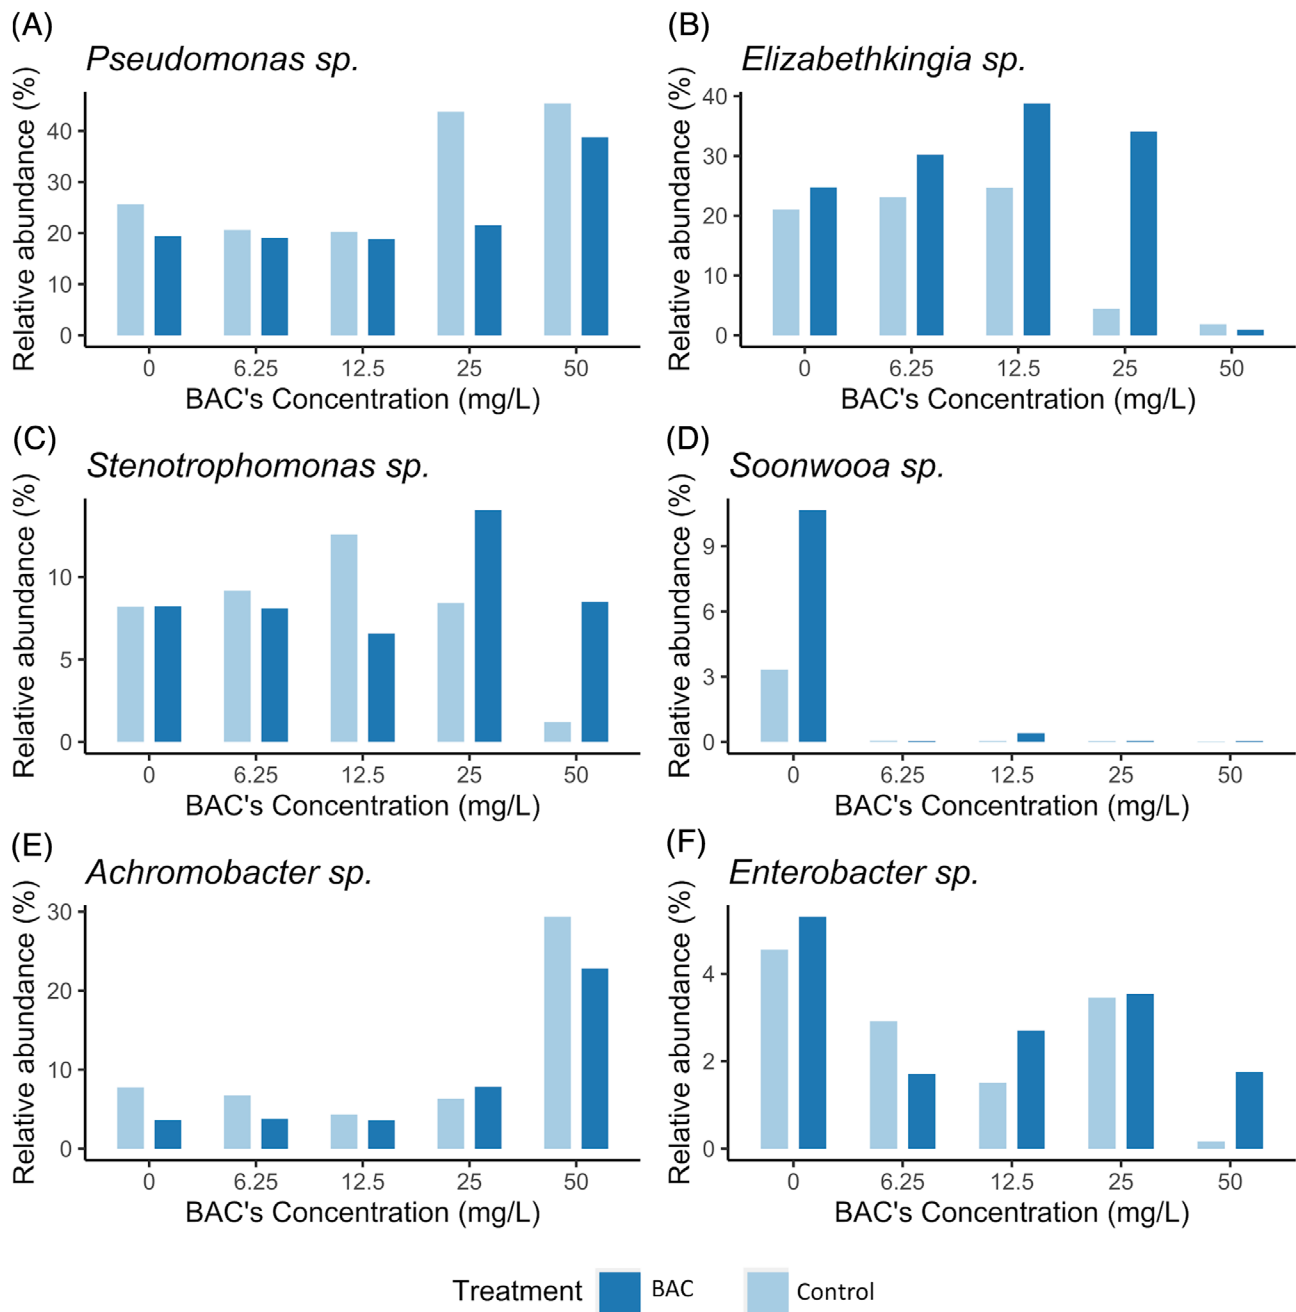 (A)
Pseudomonas sp.
Relative abundance (%)
40
30
20
10
0
0 6.25 12.5 25 50
BAC's Concentration (mg/L)
(B)
Elizabethkingia sp.
Relative abundance (%)
40
30
20
10
0
0 6.25 12.5 25 50
BAC's Concentration (mg/L)
(C)
Stenotrophomonas sp.
Relative abundance (%)
10
5
0
0 6.25 12.5 25 50
BAC's Concentration (mg/L)
(D)
Soonwooa sp.
Relative abundance (%)
9
6
3
0
0 6.25 12.5 25 50
BAC's Concentration (mg/L)
(E)
Achromobacter sp.
Relative abundance (%)
30
20
10
0
0 6.25 12.5 25 50
BAC's Concentration (mg/L)
(F)
Enterobacter sp.
Relative abundance (%)
4
2
0
0 6.25 12.5 25 50
BAC's Concentration (mg/L)
Treatment BAC Control